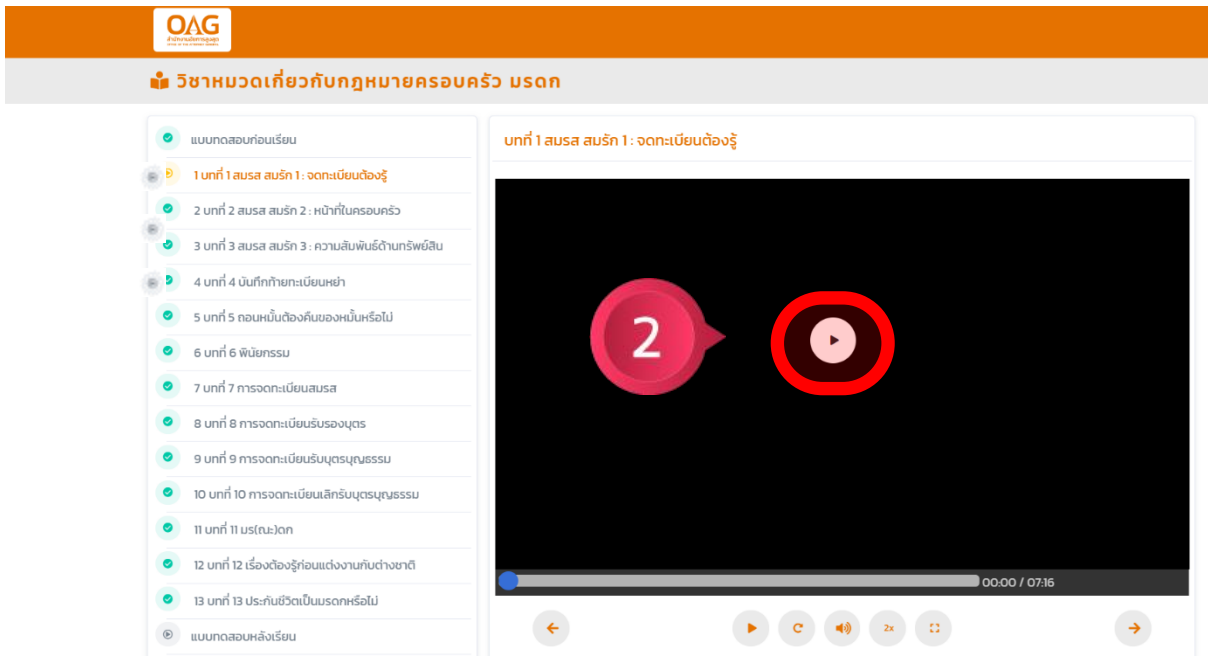 OAG
สำนักงานอัยการสูงสุด
วิชาหมวดเกี่ยวกับกฎหมายครอบครัว มรดก
แบบทดสอบก่อนเรียน
1 บทที่ 1 สมรส สมรัก 1 : จดทะเบียนต้องรู้
2 บทที่ 2 สมรส สมรัก 2 : หน้าที่ในครอบครัว
3 บทที่ 3 สมรส สมรัก 3 : ความสัมพันธ์ด้านทรัพย์สิน
4 บทที่ 4 บันทึกท้ายทะเบียนหย่า
5 บทที่ 5 ถอนหมั้นต้องคืนของหมั้นหรือไม่
6 บทที่ 6 พินัยกรรม
7 บทที่ 7 การจดทะเบียนสมรส
8 บทที่ 8 การจดทะเบียนรับรองบุตร
9 บทที่ 9 การจดทะเบียนรับบุตรบุญธรรม
10 บทที่ 10 การจดทะเบียนเลิกรับบุตรบุญธรรม
11 บทที่ 11 มร(ณะ)ดก
12 บทที่ 12 เรื่องต้องรู้ก่อนแต่งงานกับต่างชาติ
13 บทที่ 13 ประกันชีวิตเป็นมรดกหรือไม่
แบบทดสอบหลังเรียน
บทที่ 1 สมรส สมรัก 1 : จดทะเบียนต้องรู้
2
00:00 / 07:16
2x